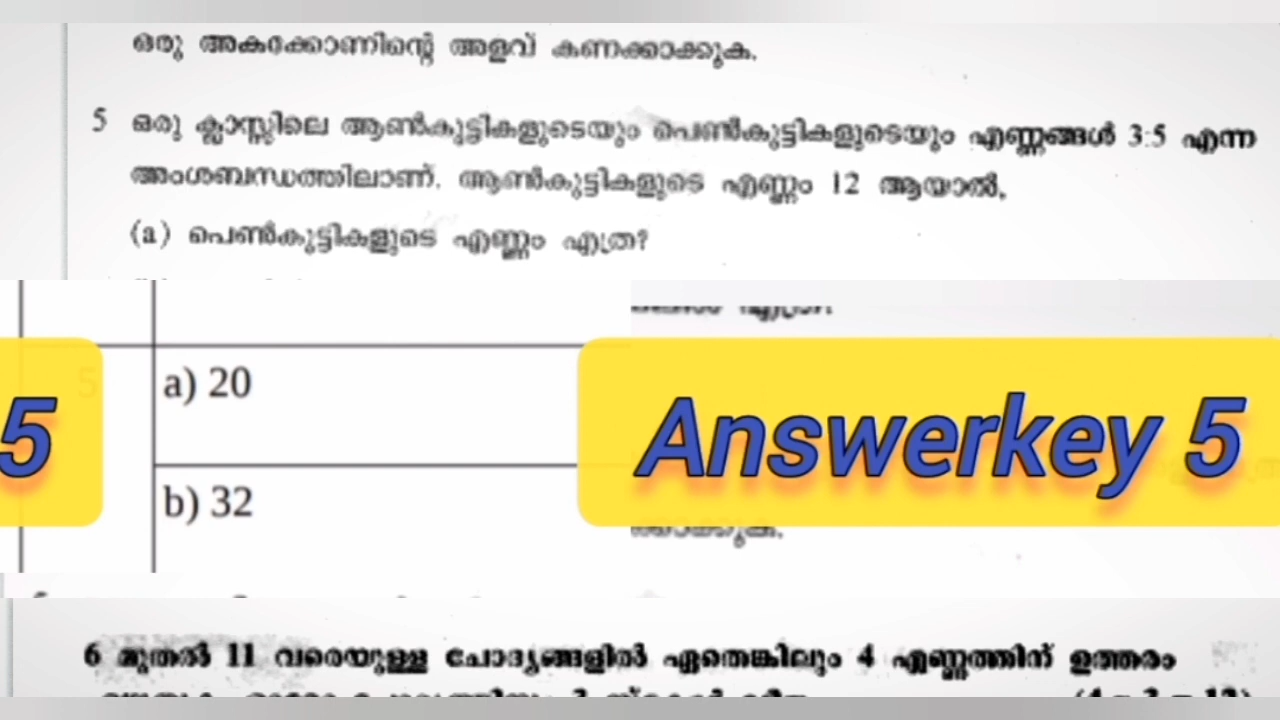 ഒരു അകക്കോണിന്റെ അളവ് കണക്കാക്കുക.
5 ഒരു ക്ലാസ്സിലെ ആൺകുട്ടികളുടെയും പെൺകുട്ടികളുടെയും എണ്ണങ്ങൾ 3:5 എന്ന
അംശബന്ധത്തിലാണ്. ആൺകുട്ടികളുടെ എണ്ണം 12 ആയാൽ,
(a) പെൺകുട്ടികളുടെ എണ്ണം എത്ര?
5
a) 20
5
Answerkey 5
b) 32
6 മുതൽ 11 വരെയുള്ള ചോദ്യങ്ങളിൽ ഏതെങ്കിലും 4 എണ്ണത്തിന് ഉത്തരം